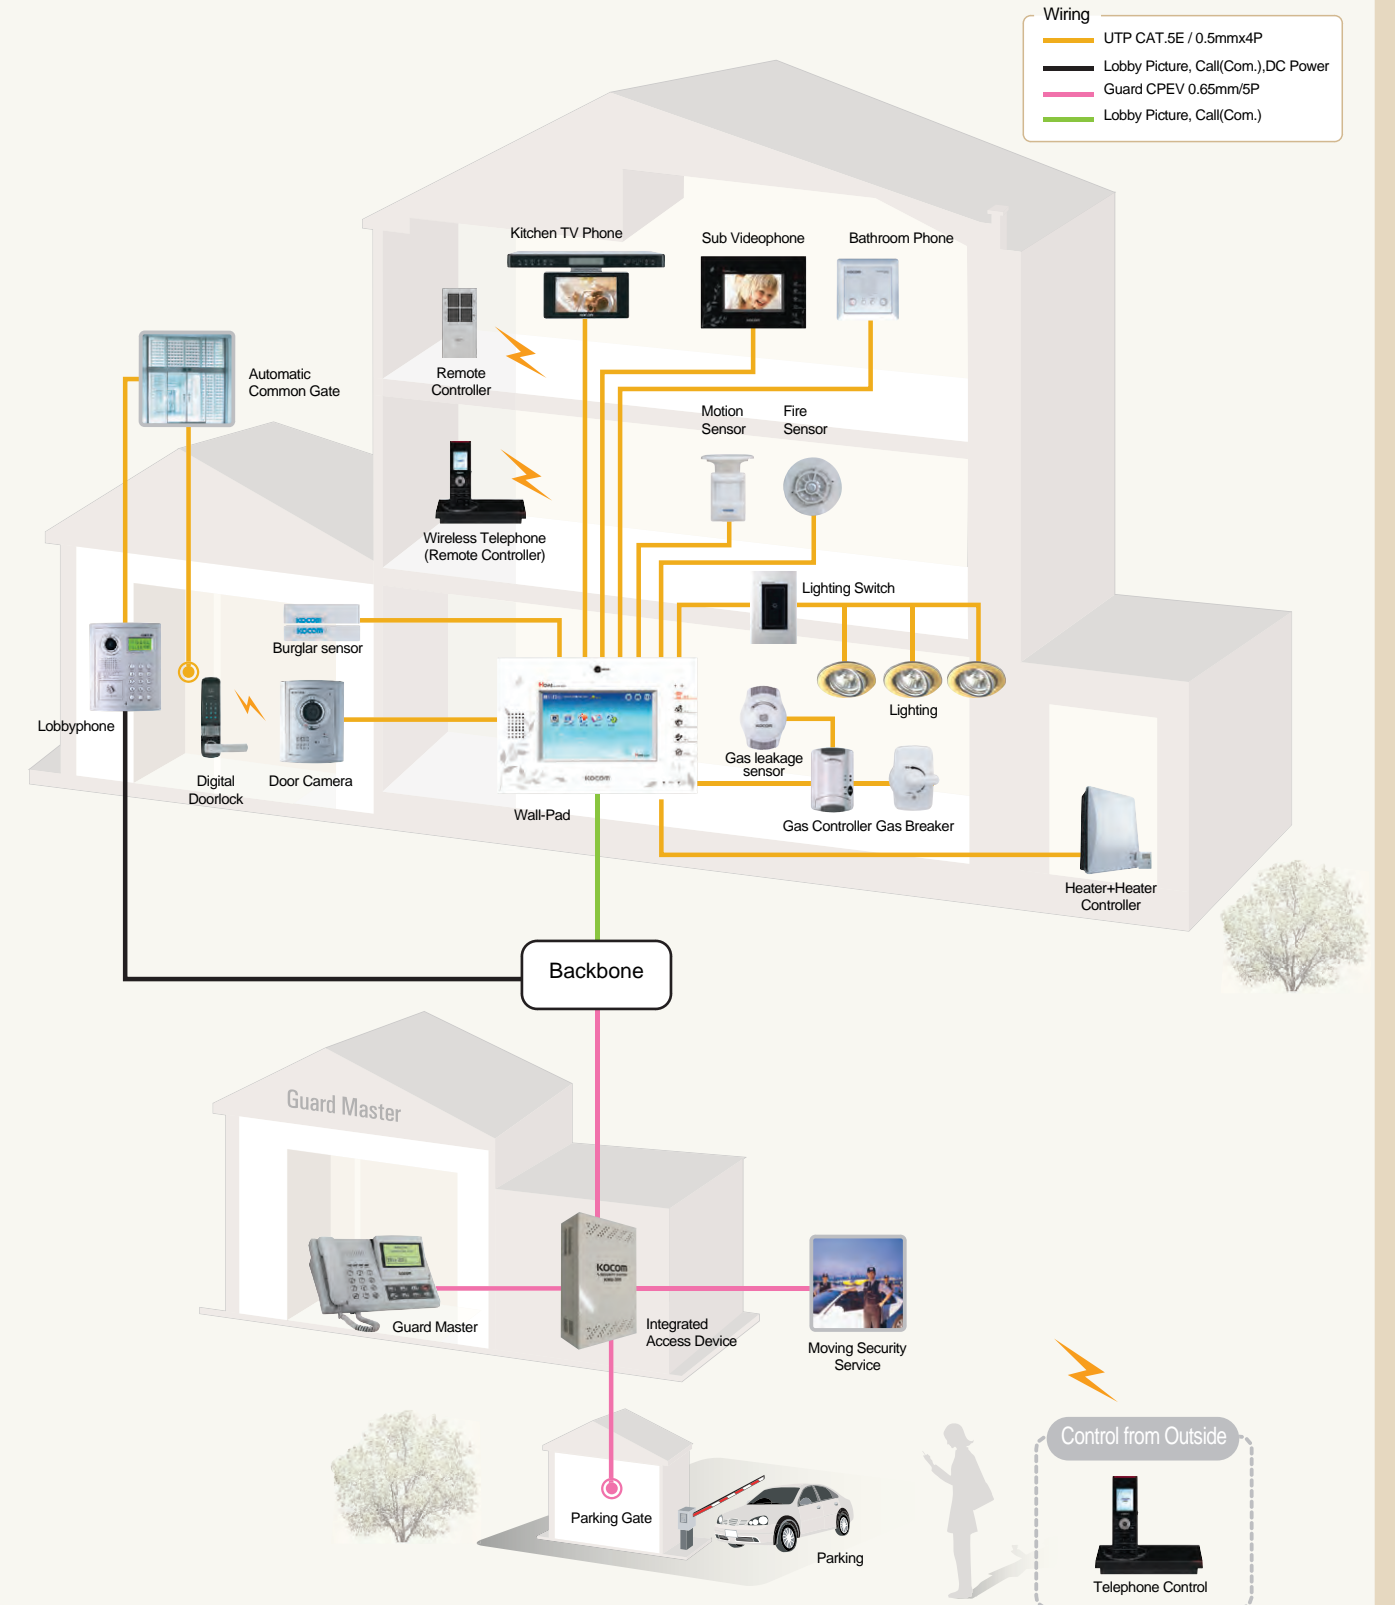 Wiring
UTP CAT.5E / 0.5mmx4P
Lobby Picture, Call(Com.),DC Power
Guard CPEV 0.65mm/5P
Lobby Picture, Call(Com.)
Kitchen TV Phone
Sub Videophone
Bathroom Phone
Automatic
Common Gate
Remote
Controller
Motion
Sensor
Fire
Sensor
Wireless Telephone
(Remote Controller)
Lighting Switch
KOCOM
KOCOM
Burglar sensor
Lighting
Lobbyphone
Digital
Doorlock
Door Camera
KOCOM
Wall-Pad
Gas leakage
sensor
Gas Controller
Gas Breaker
Heater+Heater
Controller
Backbone
Guard Master
KOCOM
Guard Master
Integrated
Access Device
Moving Security
Service
Parking Gate
Parking
Control from Outside
Telephone Control